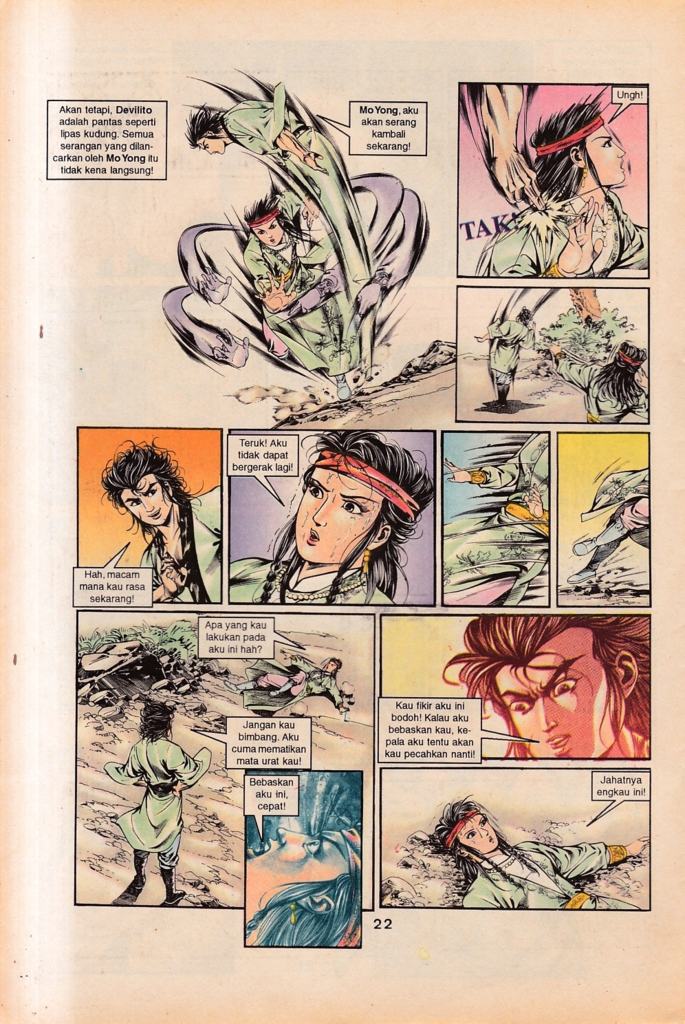 Akan tetapi, Devilito
adalah pantas seperti
lipas kudung. Semua
serangan yang dilan-
carkan oleh Mo Yong itu
tidak kena langsung!
Mo Yong, aku
akan serang
kambali
sekarang!
Ungh!
TAK!
Hah, macam
mana kau rasa
sekarang!
Teruk! Aku
tidak dapat
bergerak lagi!
Apa yang kau
lakukan pada
aku ini hah?
Jangan kau
bimbang. Aku
cuma mematikan
mata urat kau!
Bebaskan
aku ini,
cepat!
Kau fikir aku ini
bodoh! Kalau aku
bebaskan kau, ke-
pala aku tentu akan
kau pecahkan nanti!
Jahatnya
engkau ini!
22